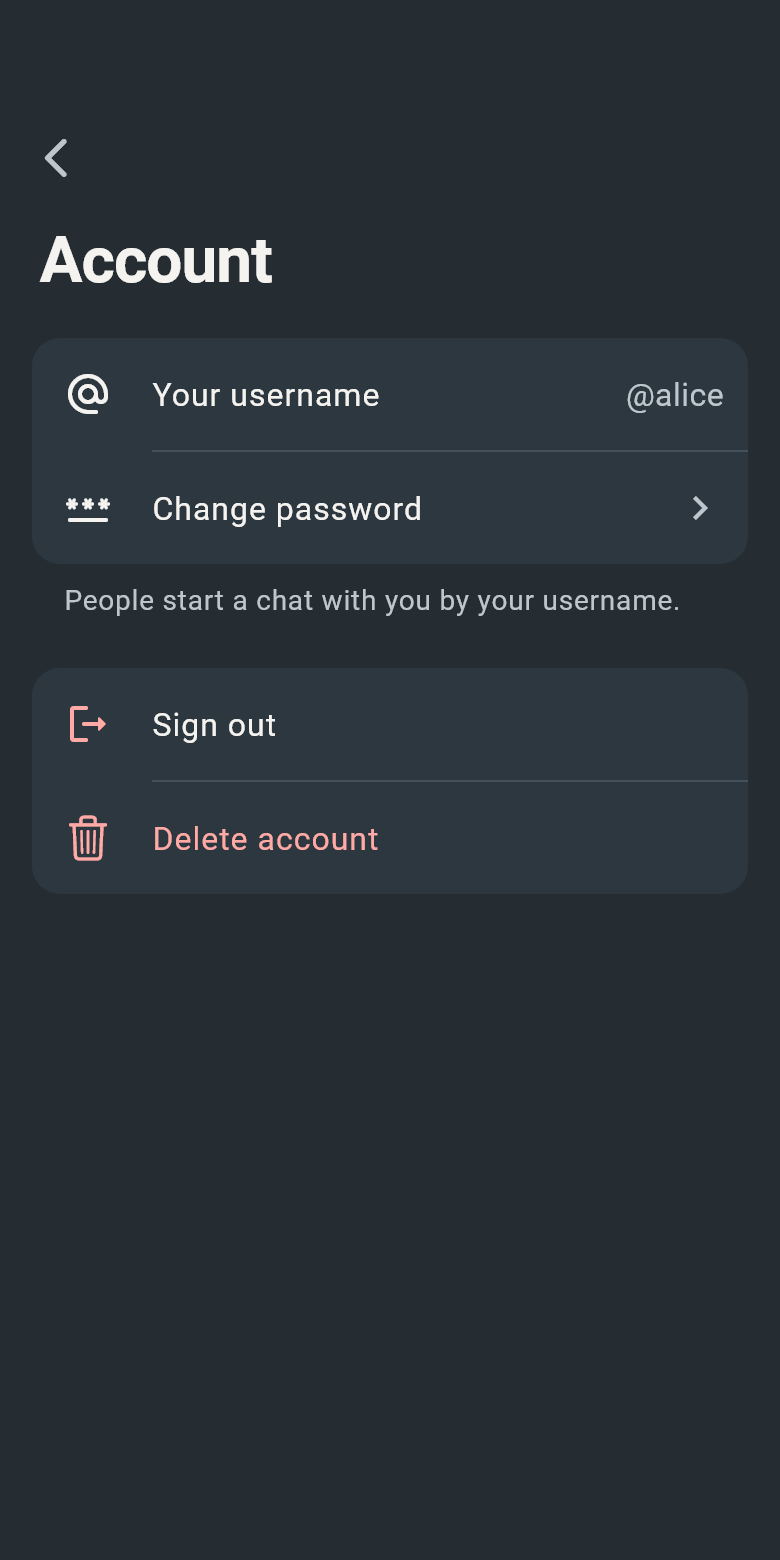 Account
Your username @alice
Change password
People start a chat with you by your username.
Sign out
Delete account